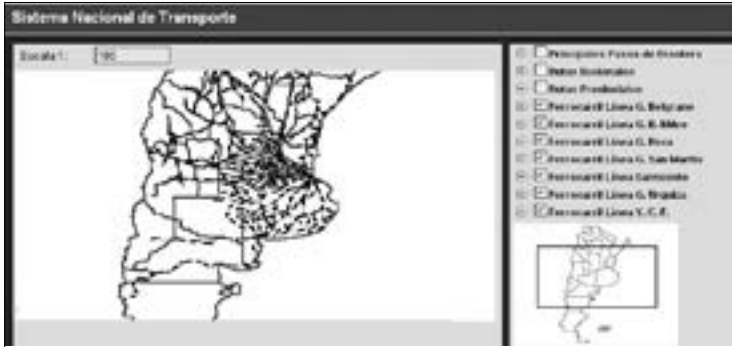 Sistema Nacional de Transporte
Escala 1:
Principales Pasos de Frontera
Rutas Nacionales
Rutas Provinciales
Ferrocarril Línea G. Belgrano
Ferrocarril Línea G. B. Mitre
Ferrocarril Línea G. Roca
Ferrocarril Línea G. San Martín
Ferrocarril Línea Sarmiento
Ferrocarril Línea G. Urquiza
Ferrocarril Línea Y. C. F.